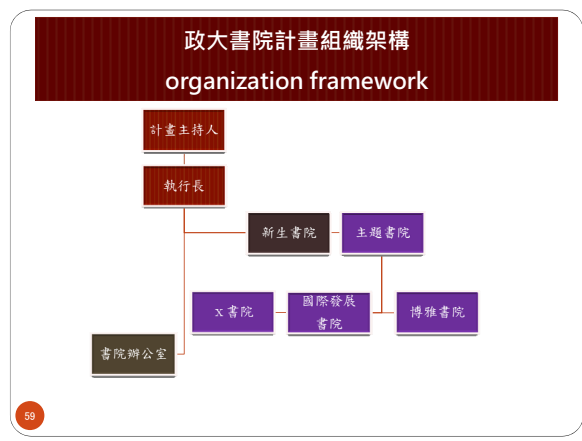 政大書院計畫組織架構
organization framework
計畫主持人
執行長
新生書院
主題書院
X 書院
國際發展
書院
博雅書院
書院辦公室
59